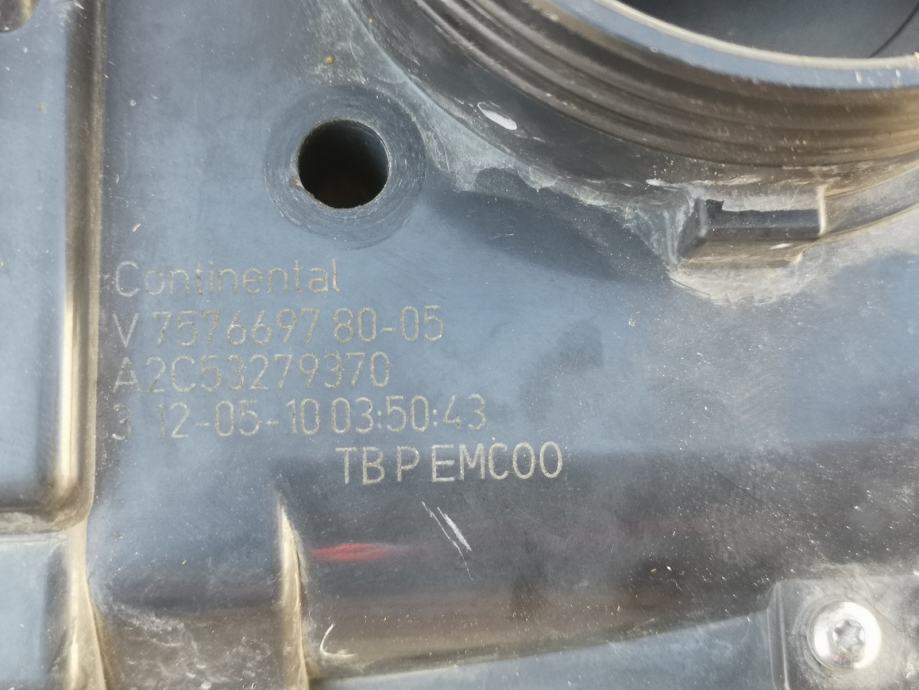 Continental
V 7576697 80-05
A2C53279370
3 12-05-10 03:50:43
TB P EMC00